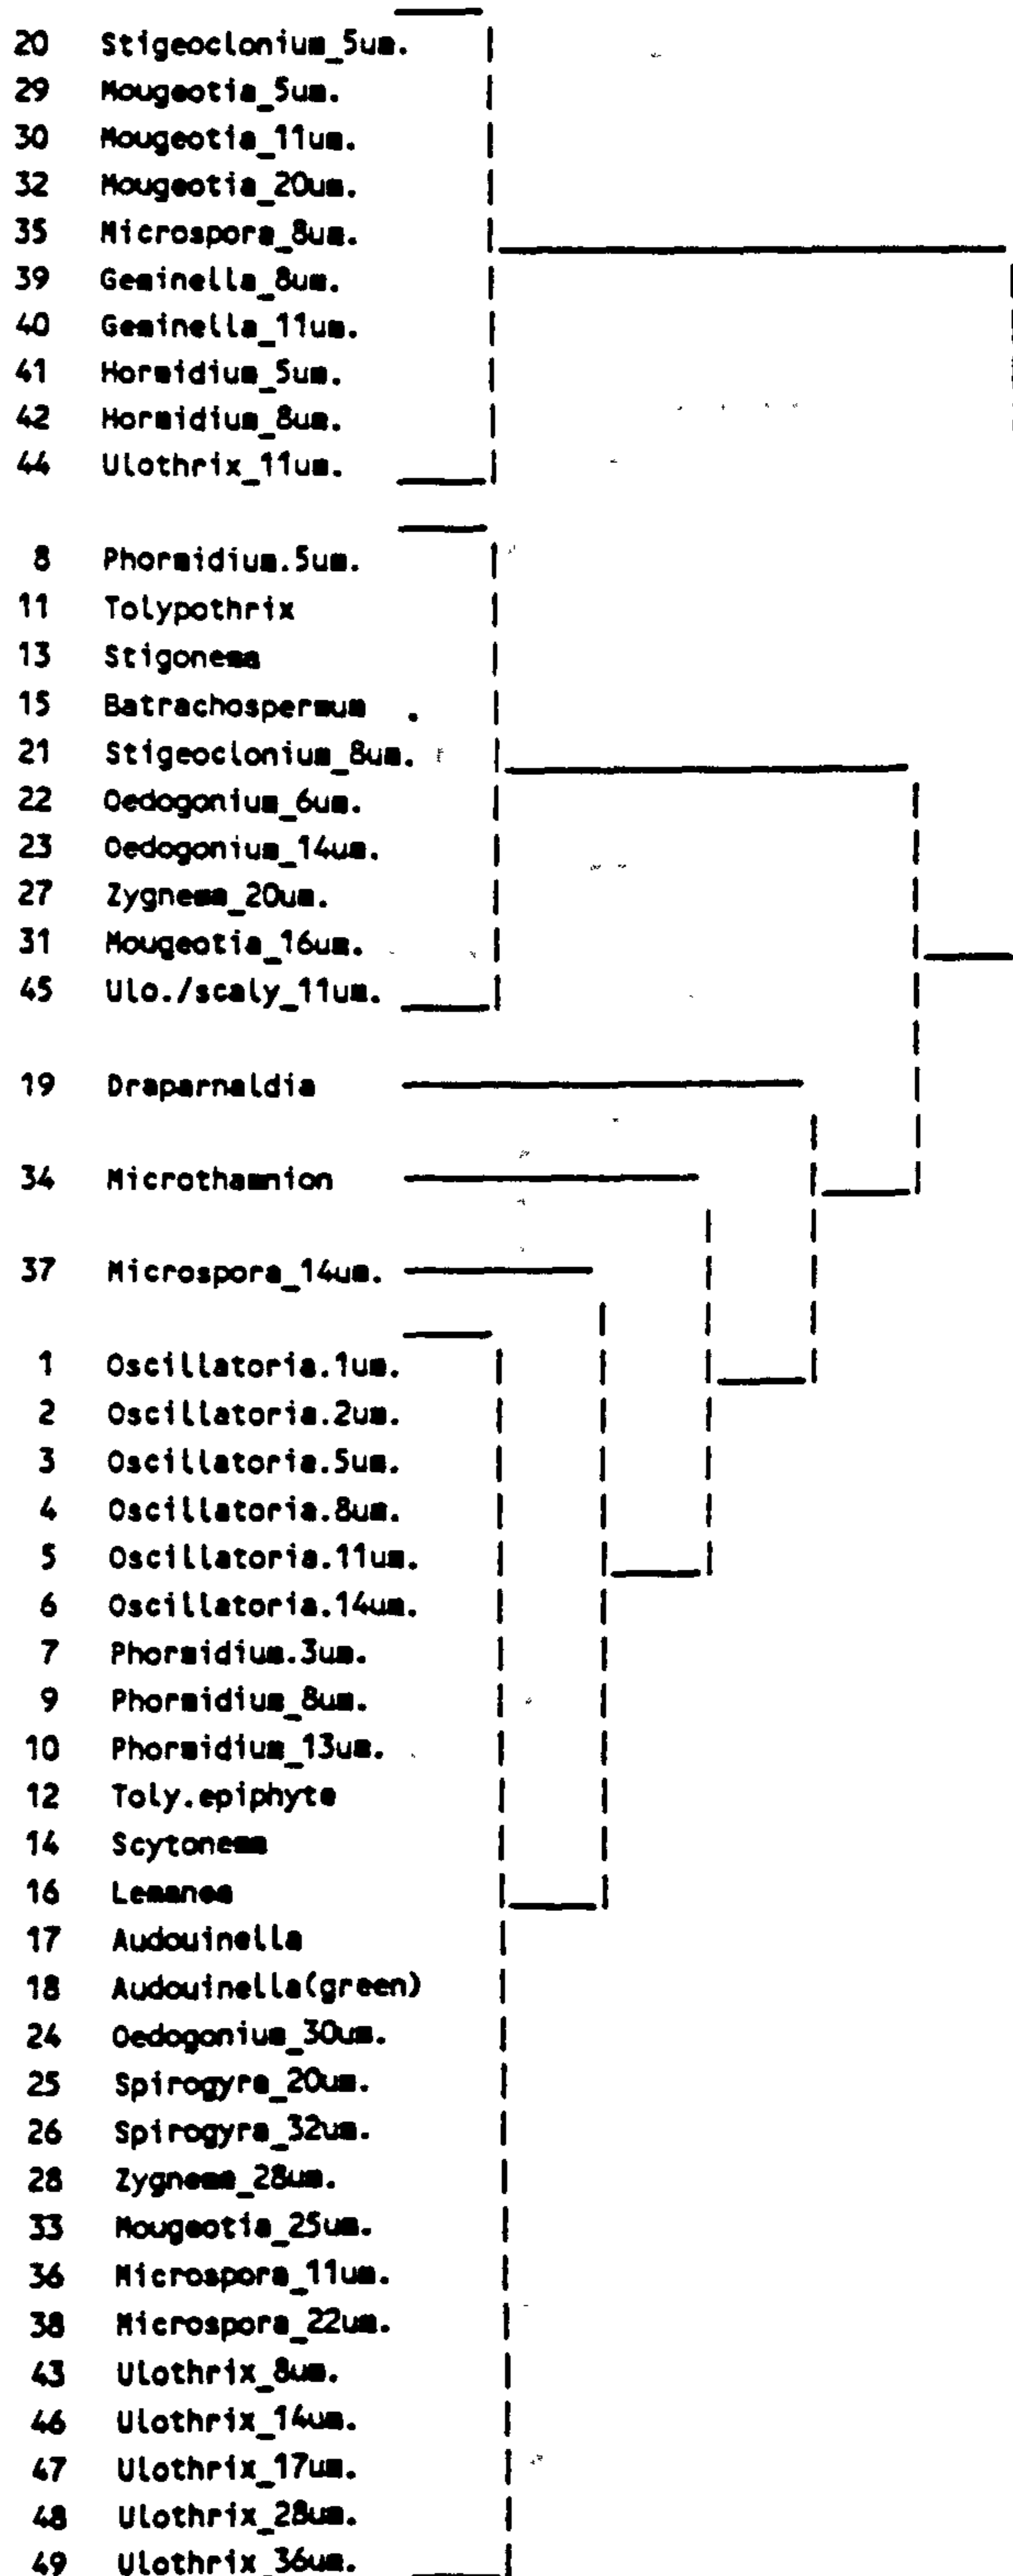 20 Stigeoclonium_5um.
29 Mougeotia_5um.
30 Mougeotia_11um.
32 Mougeotia_20um.
35 Microspora_8um.
39 Geminella_8um.
40 Geminella_11um.
41 Hormidium_5um.
42 Hormidium_8um.
44 Ulothrix_11um.
8 Phormidium.5um.
11 Tolypothrix
13 Stigonema
15 Batrachospermum
21 Stigeoclonium_8um.
22 Oedogonium_6um.
23 Oedogonium_14um.
27 Zygnema_20um.
31 Mougeotia_16um.
45 Ulo./scaly_11um.
19 Draparnaldia
34 Microthamnion
37 Microspora_14um.
1 Oscillatoria.1um.
2 Oscillatoria.2um.
3 Oscillatoria.5um.
4 Oscillatoria.8um.
5 Oscillatoria.11um.
6 Oscillatoria.14um.
7 Phormidium.3um.
9 Phormidium_8um.
10 Phormidium_13um.
12 Toly.epiphyte
14 Scytonema
16 Lemanea
17 Audouinella
18 Audouinella(green)
24 Oedogonium_30um.
25 Spirogyra_20um.
26 Spirogyra_32um.
28 Zygnema_28um.
33 Mougeotia_25um.
36 Microspora_11um.
38 Microspora_22um.
43 Ulothrix_8um.
46 Ulothrix_14um.
47 Ulothrix_17um.
48 Ulothrix_28um.
49 Ulothrix_36um.